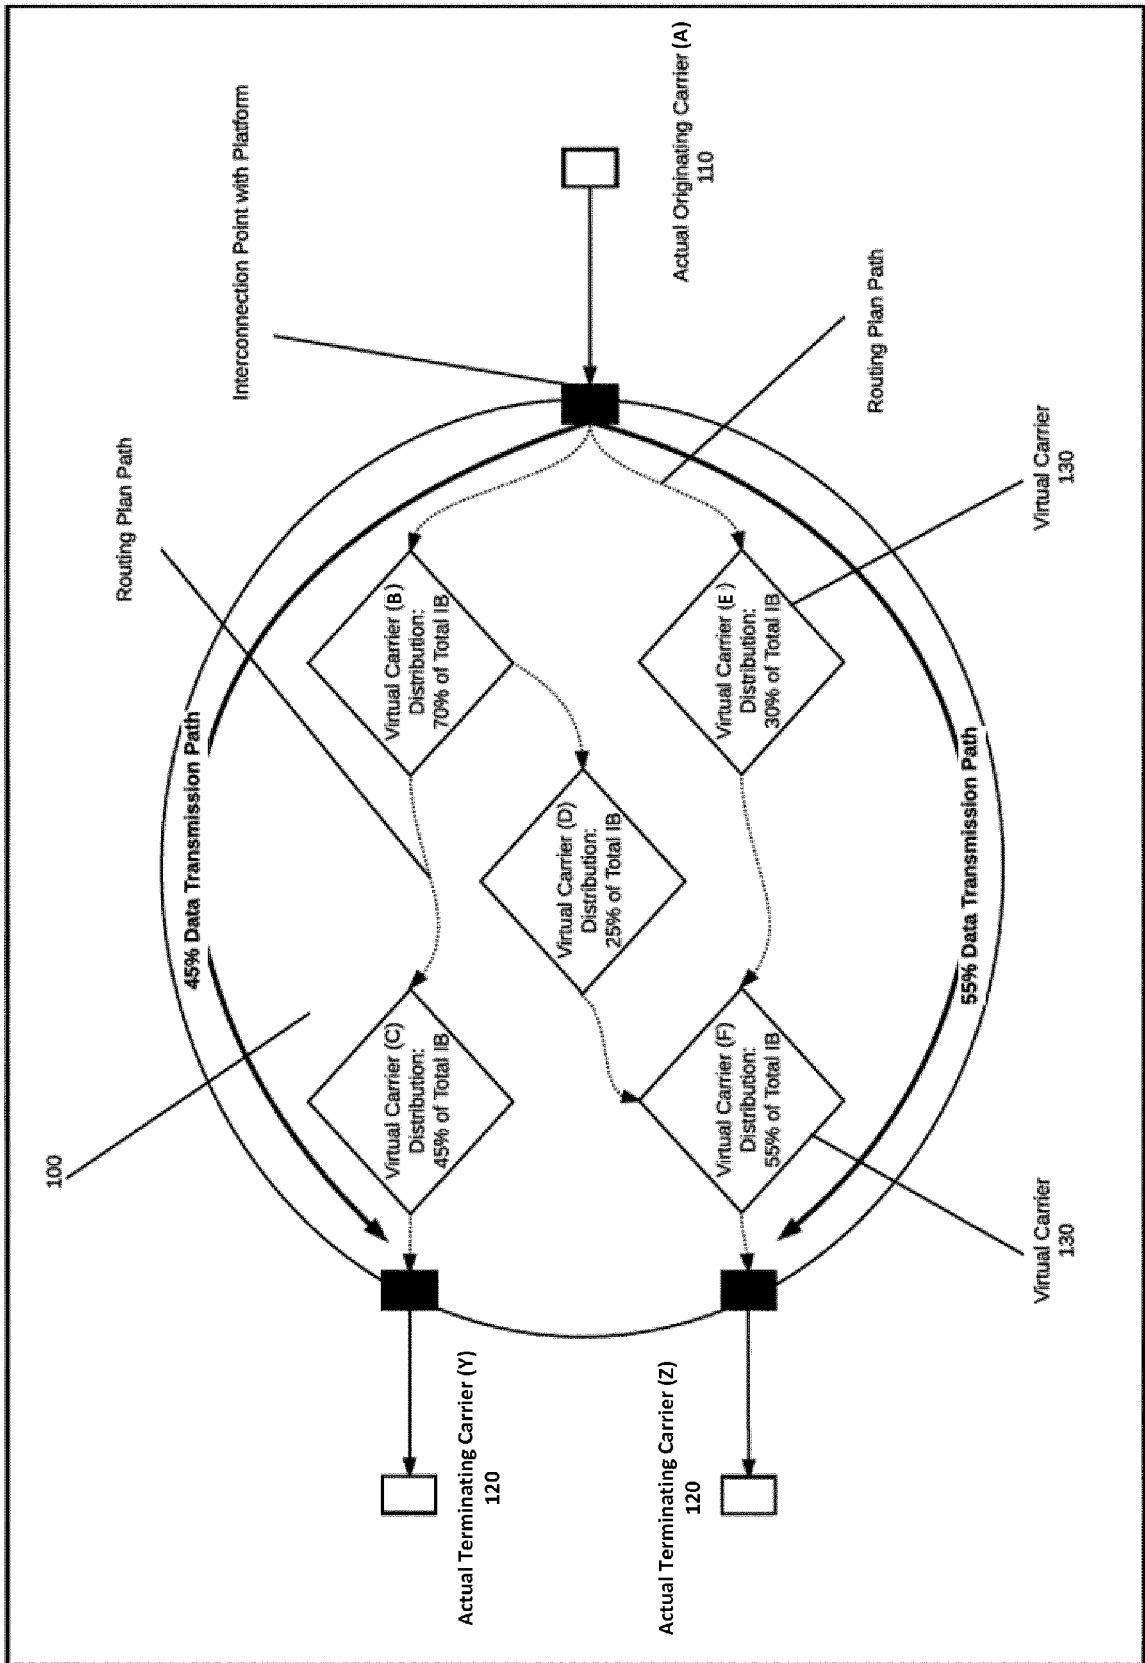 Actual Originating Carrier (A)
110
Interconnection Point with Platform
Routing Plan Path
Routing Plan Path
Virtual Carrier
130
45% Data Transmission Path
Virtual Carrier (B)
Distribution:
70% of Total IB
Virtual Carrier (E)
Distribution:
30% of Total IB
Virtual Carrier (D)
Distribution:
25% of Total IB
55% Data Transmission Path
100
Virtual Carrier (C)
Distribution:
45% of Total IB
Virtual Carrier (F)
Distribution:
55% of Total IB
Virtual Carrier
130
Actual Terminating Carrier (Y)
120
Actual Terminating Carrier (Z)
120